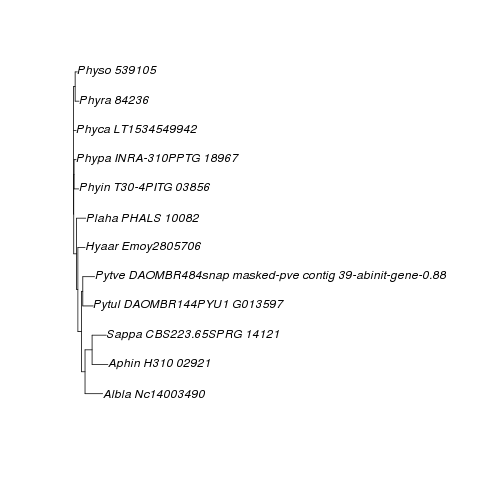 Physo 539105
Phyra 84236
Phyca LT1534549942
Phypa INRA-310PPTG 18967
Phyin T30-4PITG 03856
Plaha PHALS 10082
Hyaar Emoy2805706
Pytve DAOMBR484snap masked-pve contig 39-abinit-gene-0.88
Pytul DAOMBR144PYU1 G013597
Sappa CBS223.65SPRG 14121
Aphin H310 02921
Albla Nc14003490